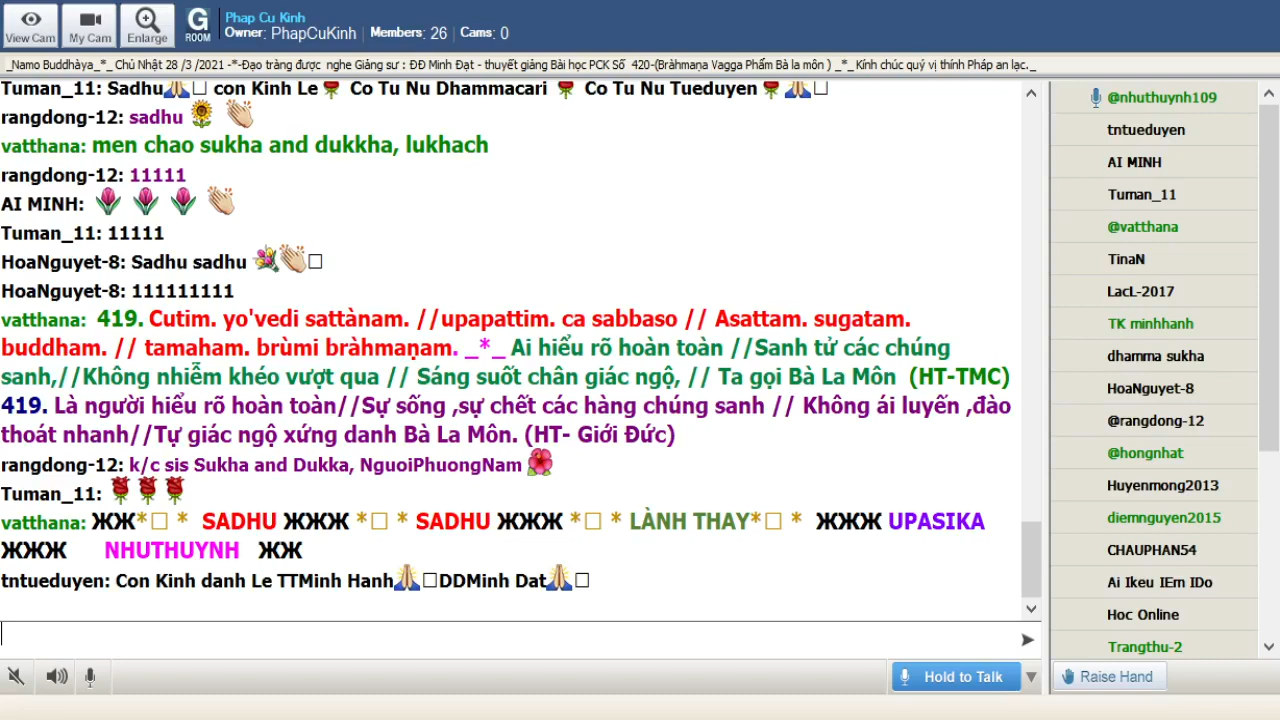 View Cam
My Cam
Enlarge
G
ROOM
Phap Cu Kinh
Owner: PhapCuKinh
Members: 26
Cams: 0
_Namo Buddhàya_*_ Chủ Nhật 28 /3 /2021 -*-Đạo tràng được nghe Giảng sư : ĐĐ Minh Đạt - thuyết giảng Bài học PCK Số 420-(Bràhmaṇa Vagga Phẩm Bà la môn ) _*_ Kính chúc quý vị thính Pháp an lạc._
Tuman_11: Sadhu🙏□ con Kinh Le🌹 Co Tu Nu Dhammacari 🌹 Co Tu Nu Tueduyen 🌹🙏□
rangdong-12: sadhu 🌻 👏
vatthana: men chao sukha and dukkha, lukhach
rangdong-12: 11111
AI MINH: 🌷 🌷 🌷 👏
Tuman_11: 11111
HoaNguyet-8: Sadhu sadhu 💐👏□
HoaNguyet-8: 111111111
vatthana: 419. Cutim. yo'vedi sattànam. //upapattim. ca sabbaso // Asattam. sugatam.
buddham. // tamaham. brùmi bràhmaṇam. _*_ Ai hiểu rõ hoàn toàn //Sanh tử các chúng
sanh,//Không nhiễm khéo vượt qua // Sáng suốt chân giác ngộ, // Ta gọi Bà La Môn (HT-TMC)
419. Là người hiểu rõ hoàn toàn//Sự sống ,sự chết các hàng chúng sanh // Không ái luyến ,đào
thoát nhanh//Tự giác ngộ xứng danh Bà La Môn. (HT- Giới Đức)
rangdong-12: k/c sis Sukha and Dukka, NguoiPhuongNam 🌺
Tuman_11: 🌹🌹🌹
vatthana: ЖЖ*□ * SADHU ЖЖЖ *□ * SADHU ЖЖЖ *□ * LÀNH THAY*□ * ЖЖЖ UPASIKA
ЖЖЖ NHUTHUYNH ЖЖ
tntueduyen: Con Kinh danh Le TTMinh Hanh🙏□DDMinh Dat🙏□
@nhuthuynh109
tntueduyen
AI MINH
Tuman_11
@vatthana
TinaN
LacL-2017
TK minhhanh
dhamma sukha
HoaNguyet-8
@rangdong-12
@hongnhat
Huyenmong2013
diemnguyen2015
CHAUPHAN54
Ai Ikeu IEm IDo
Hoc Online
Trangthu-2
Hold to Talk
Raise Hand